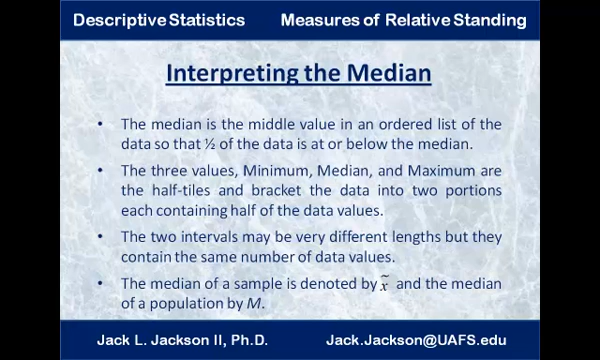 Descriptive Statistics Measures of Relative Standing
Interpreting the Median
• The median is the middle value in an ordered list of the
data so that ½ of the data is at or below the median.
• The three values, Minimum, Median, and Maximum are
the half-tiles and bracket the data into two portions
each containing half of the data values.
• The two intervals may be very different lengths but they
contain the same number of data values.
• The median of a sample is denoted by x̃ and the median
of a population by M.
Jack L. Jackson II, Ph.D. Jack.Jackson@UAFS.edu